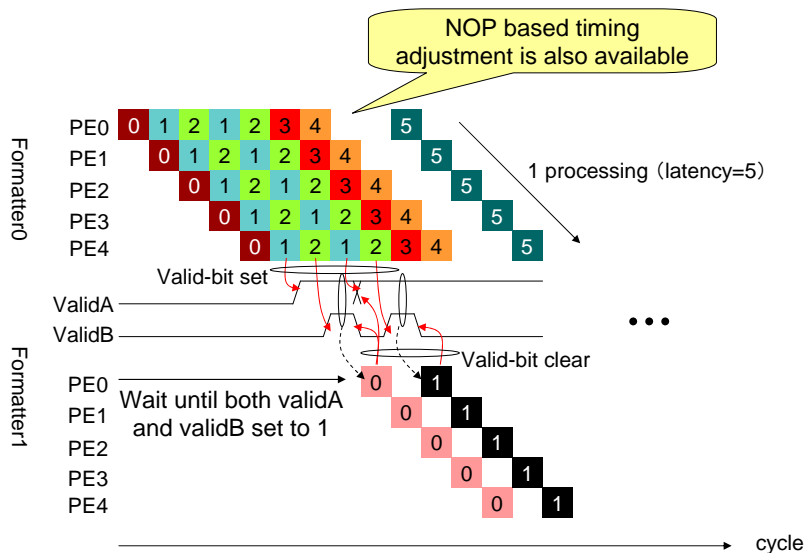 NOP based timing
adjustment is also available
Formatter0
PE0 0 1 2 1 2 3 4 5
PE1 0 1 2 1 2 3 4 5
PE2 0 1 2 1 2 3 4 5
PE3 0 1 2 1 2 3 4 5
PE4 0 1 2 1 2 3 4 5
1 processing (latency=5)
Valid-bit set
ValidA
ValidB
•••
Valid-bit clear
Formatter1
PE0 0 1
Wait until both validA
and validB set to 1
PE1 0 1
PE2 0 1
PE3 0 1
PE4 0 1
cycle